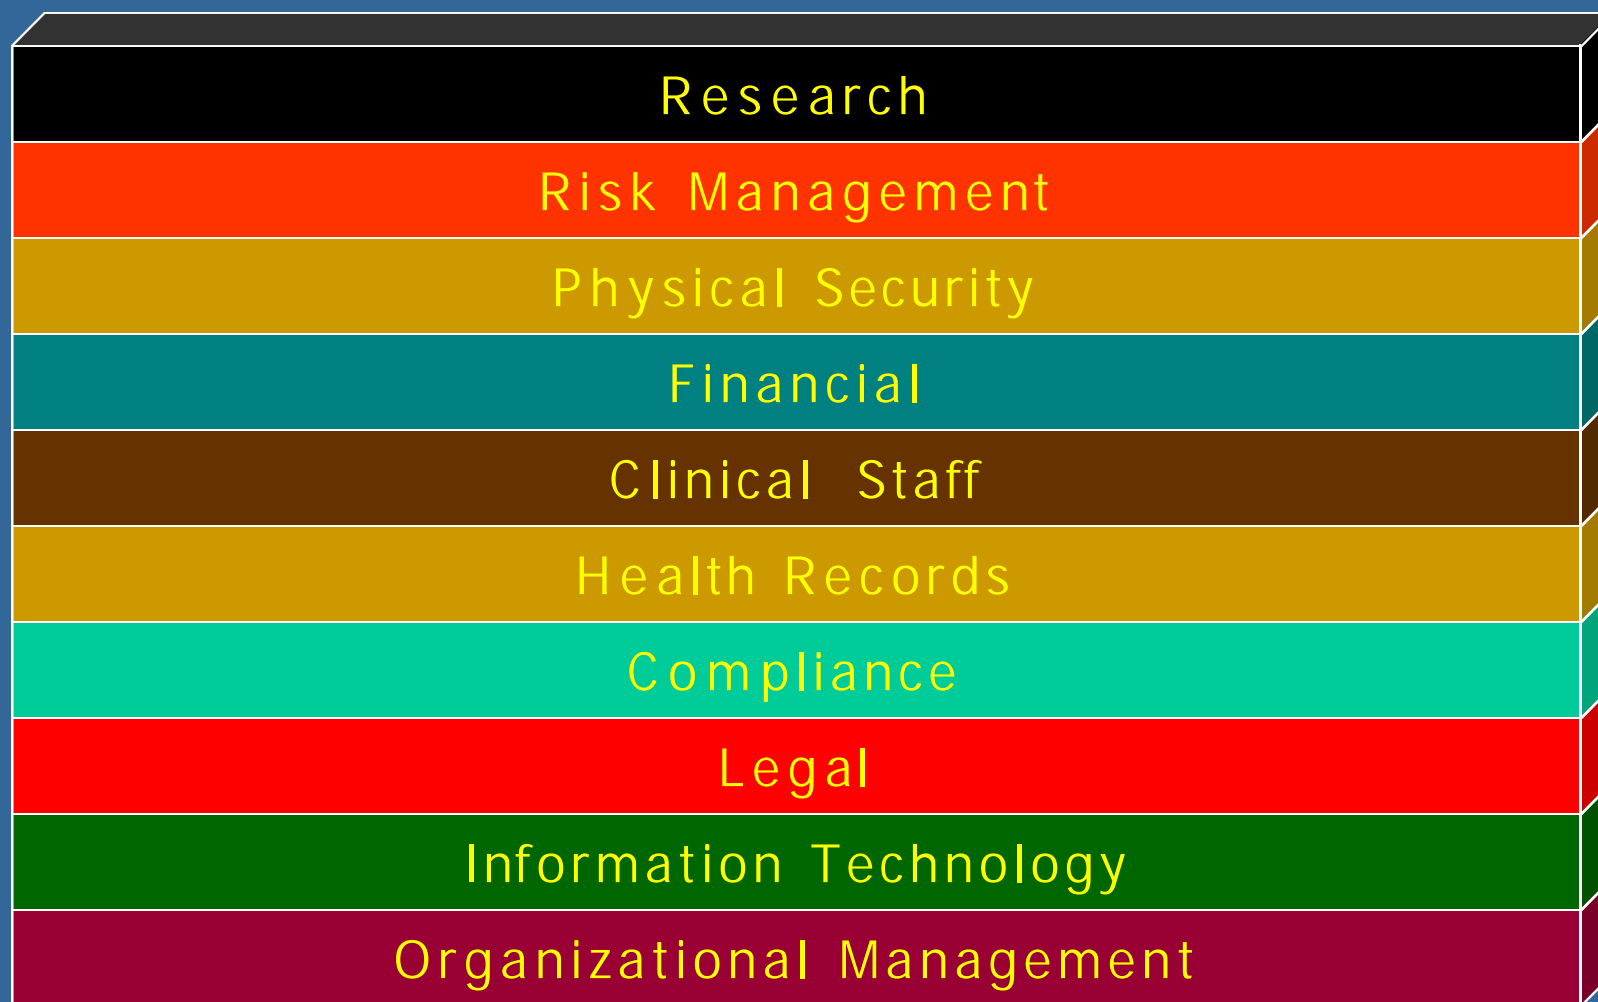 Research
Risk Management
Physical Security
Financial
Clinical Staff
Health Records
Compliance
Legal
Information Technology
Organizational Management